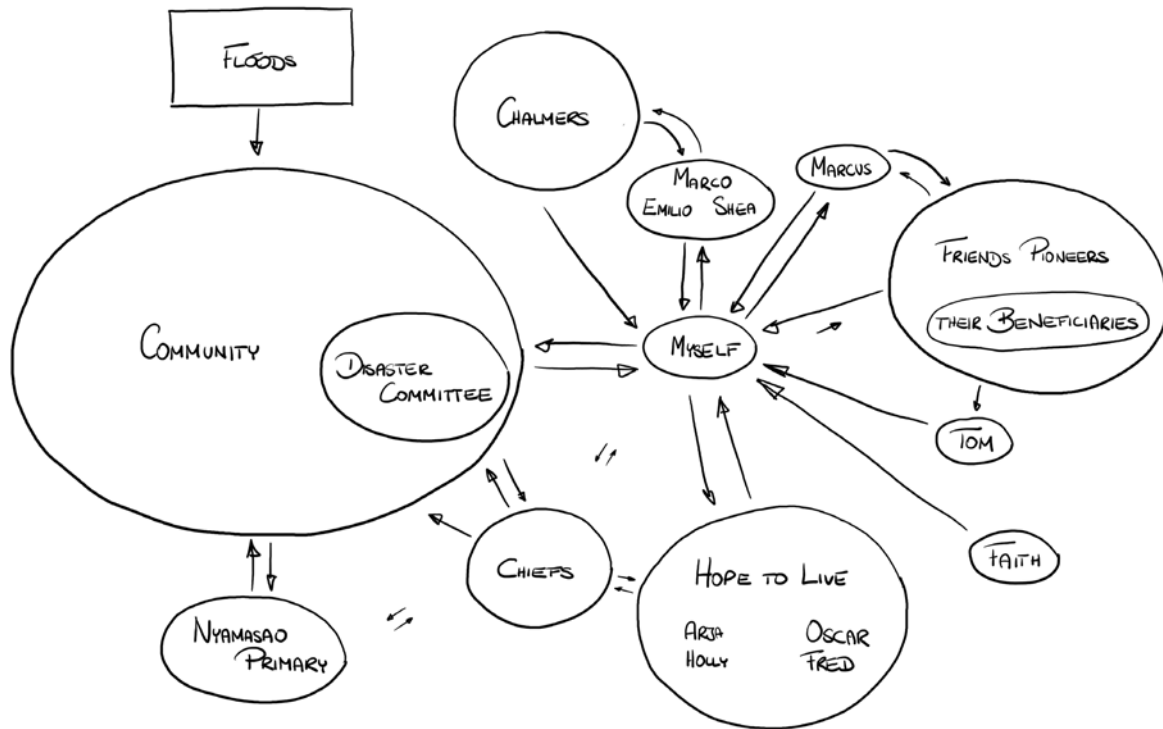 FLOODS
CHALMERS
MARCO
EMILIO SHEA
MARCUS
FRIENDS PIONEERS
THEIR BENEFICIARIES
COMMUNITY
DISASTER
COMMITTEE
MYSELF
TOM
FAITH
CHIEFS
HOPE TO LIVE
ARJA OSCAR
HOLLY FRED
NYAMASAO
PRIMARY